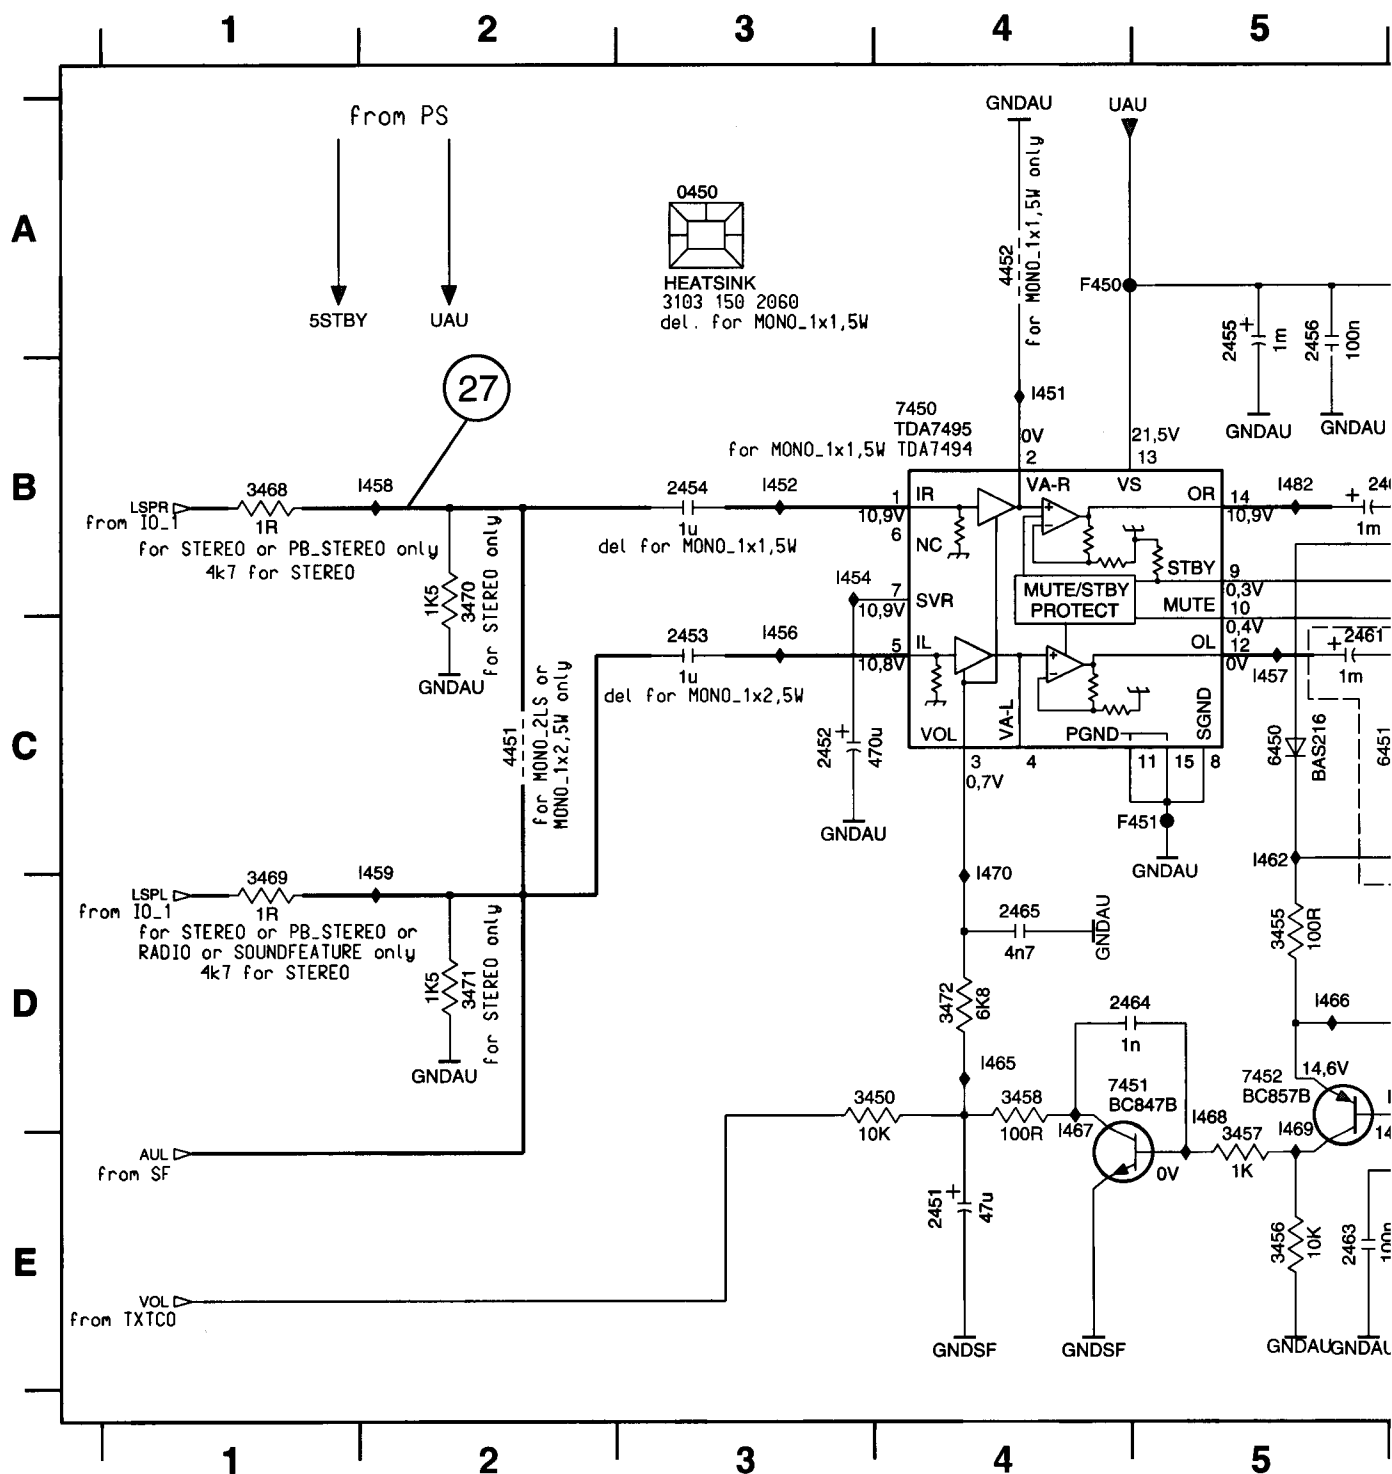 1 2 3 4 5
A
B
C
D
E
from PS
5STBY
UAU
27
0450
HEATSINK
3103 150 2060
del. for MONO_1x1,5W
GNDAU
UAU
4452
for MONO_1x1,5W only
F450
2455
+
1m
2456
100n
GNDAU
GNDAU
I451
7450
TDA7495
for MONO_1x1,5W TDA7494
0V
2
21,5V
13
LSPR
from IO_1
3468
1R
for STEREO or PB_STEREO only
4k7 for STEREO
I458
1K5
3470
for STEREO only
GNDAU
2454
1u
del for MONO_1x1,5W
I452
1
10,9V
6
I454
7
10,9V
5
10,8V
IR
NC
SVR
IL
VOL
VA-R
VS
OR
STBY
MUTE
OL
MUTE/STBY
PROTECT
VA-L
PGND
SGND
14
10,9V
9
0,3V
10
0,4V
12
0V
I482
+
1m
I457
+
2461
1m
2453
1u
del for MONO_1x2,5W
I456
4451
for MONO_2LS or
MONO_1x2,5W only
2452
+
470u
GNDAU
3
0,7V
4
11
15
8
F451
GNDAU
6450
BAS216
6451
I462
LSPL
from IO_1
3469
1R
for STEREO or PB_STEREO or
RADIO or SOUNDFEATURE only
4k7 for STEREO
I459
1K5
3471
for STEREO only
GNDAU
I470
2465
4n7
GNDAU
3472
6K8
I465
2464
1n
3455
100R
I466
3450
10K
3458
100R
I467
7451
BC847B
0V
I468
3457
1K
I469
7452
BC857B
14,6V
AUL
from SF
2451
+
47u
3456
10K
2463
100n
VOL
from TXTCO
GNDSF
GNDSF
GNDAU
GNDAU
1 2 3 4 5